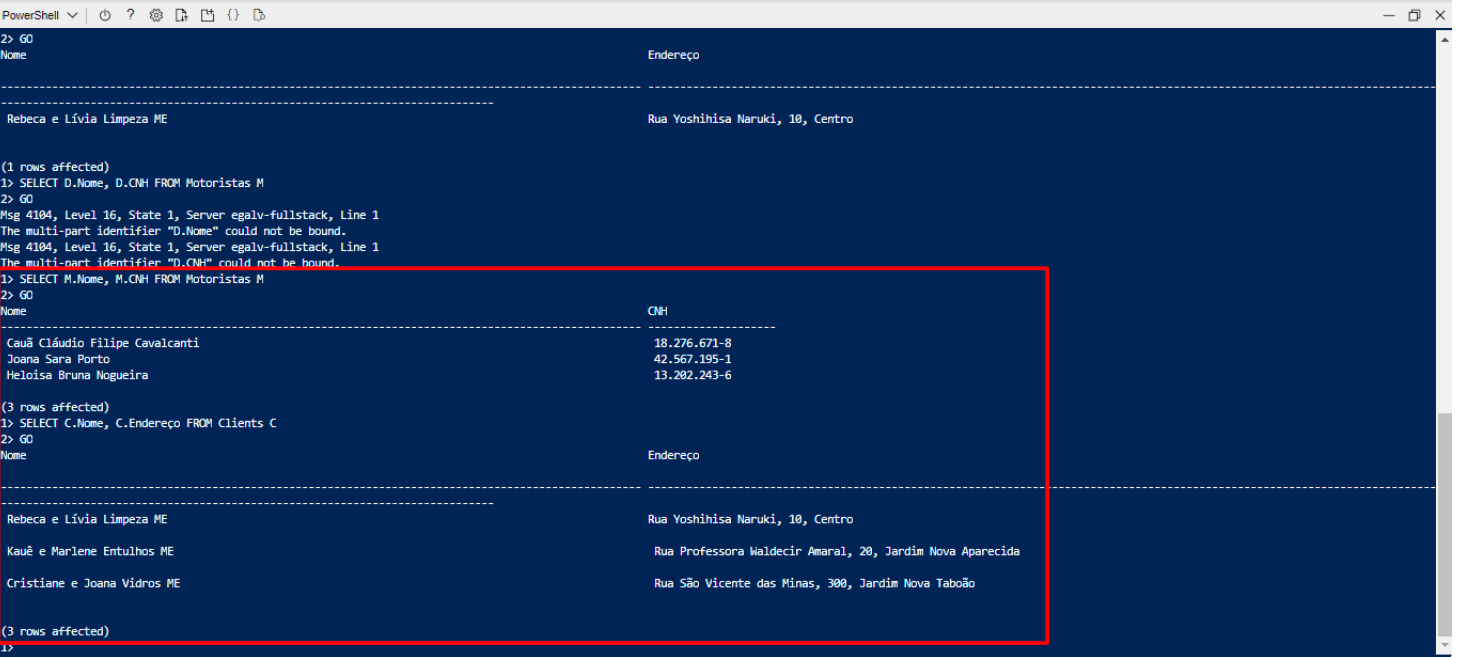 PowerShell
2> GO
Nome Endereço
---------------------------------------------------------------------------------------------------- ---------------------------------------------------------------------------------------------------------------------------
-----------------------------------------------------------------------------
Rebeca e Lívia Limpeza ME Rua Yoshihisa Naruki, 10, Centro
(1 rows affected)
1> SELECT D.Nome, D.CNH FROM Motoristas M
2> GO
Msg 4104, Level 16, State 1, Server egalv-fullstack, Line 1
The multi-part identifier "D.Nome" could not be bound.
Msg 4104, Level 16, State 1, Server egalv-fullstack, Line 1
The multi-part identifier "D.CNH" could not be bound.
1> SELECT M.Nome, M.CNH FROM Motoristas M
2> GO
Nome CNH
---------------------------------------------------------------------------------------------------- --------------------
Cauã Cláudio Filipe Cavalcanti 18.276.671-8
Joana Sara Porto 42.567.195-1
Heloisa Bruna Nogueira 13.202.243-6
(3 rows affected)
1> SELECT C.Nome, C.Endereço FROM Clients C
2> GO
Nome Endereço
---------------------------------------------------------------------------------------------------- ---------------------------------------------------------------------------------------------------------------------------
-----------------------------------------------------------------------------
Rebeca e Lívia Limpeza ME Rua Yoshihisa Naruki, 10, Centro
Kauê e Marlene Entulhos ME Rua Professora Waldecir Amaral, 20, Jardim Nova Aparecida
Cristiane e Joana Vidros ME Rua São Vicente das Minas, 300, Jardim Nova Taboão
(3 rows affected)
1>